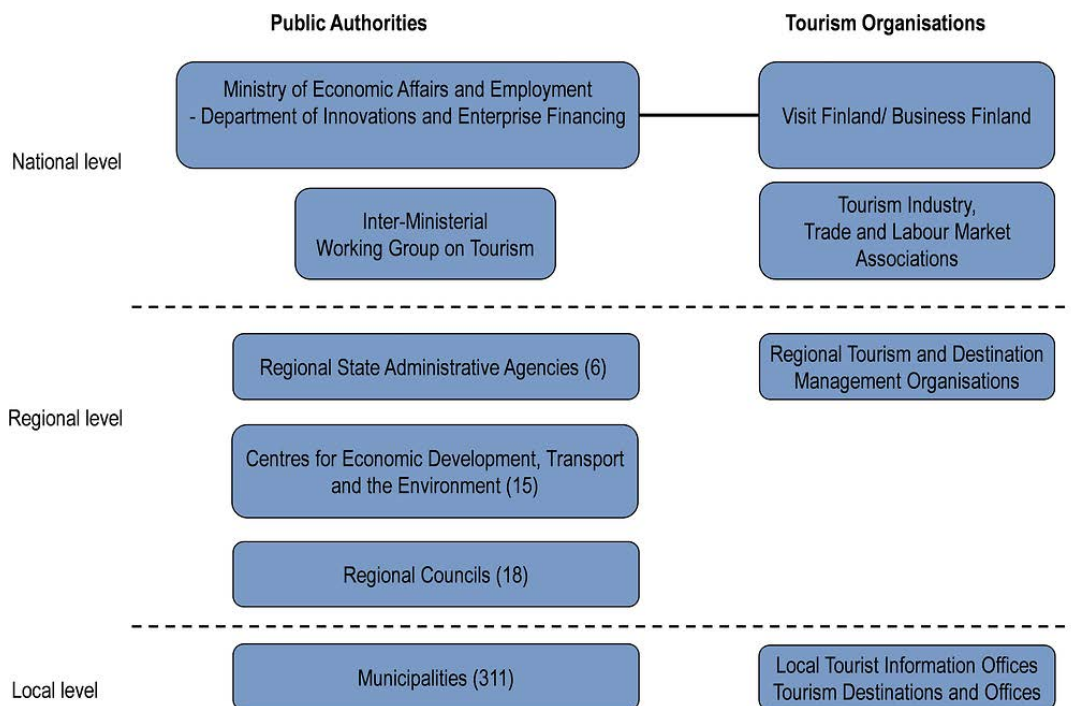 Public Authorities
Tourism Organisations
National level
Ministry of Economic Affairs and Employment
- Department of Innovations and Enterprise Financing
Visit Finland/ Business Finland
Inter-Ministerial
Working Group on Tourism
Tourism Industry,
Trade and Labour Market
Associations
Regional level
Regional State Administrative Agencies (6)
Regional Tourism and Destination
Management Organisations
Centres for Economic Development, Transport
and the Environment (15)
Regional Councils (18)
Local level
Municipalities (311)
Local Tourist Information Offices
Tourism Destinations and Offices